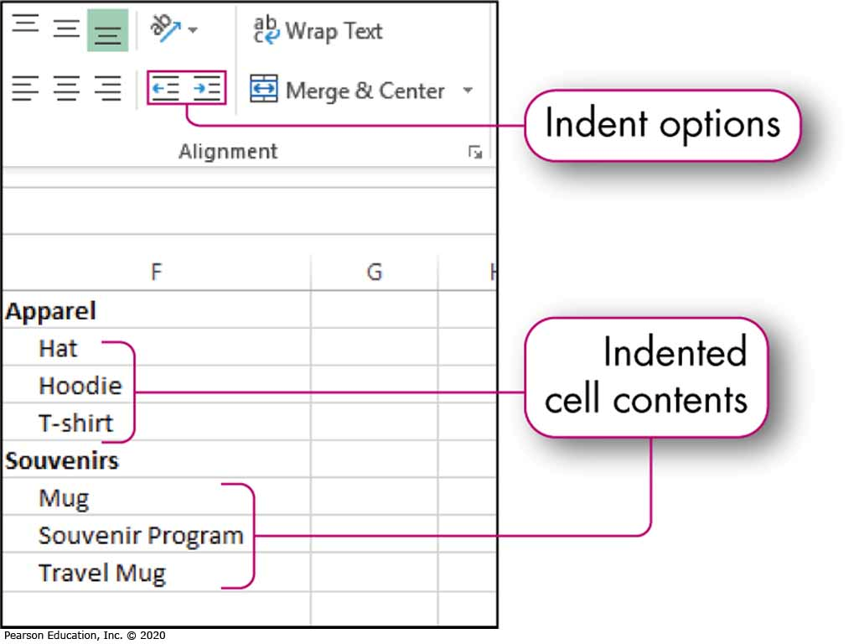 ab Wrap Text
c
Merge & Center
Indent options
Alignment
F G H
Apparel
Hat
Hoodie
T-shirt
Indented
cell contents
Souvenirs
Mug
Souvenir Program
Travel Mug
Pearson Education, Inc. © 2020